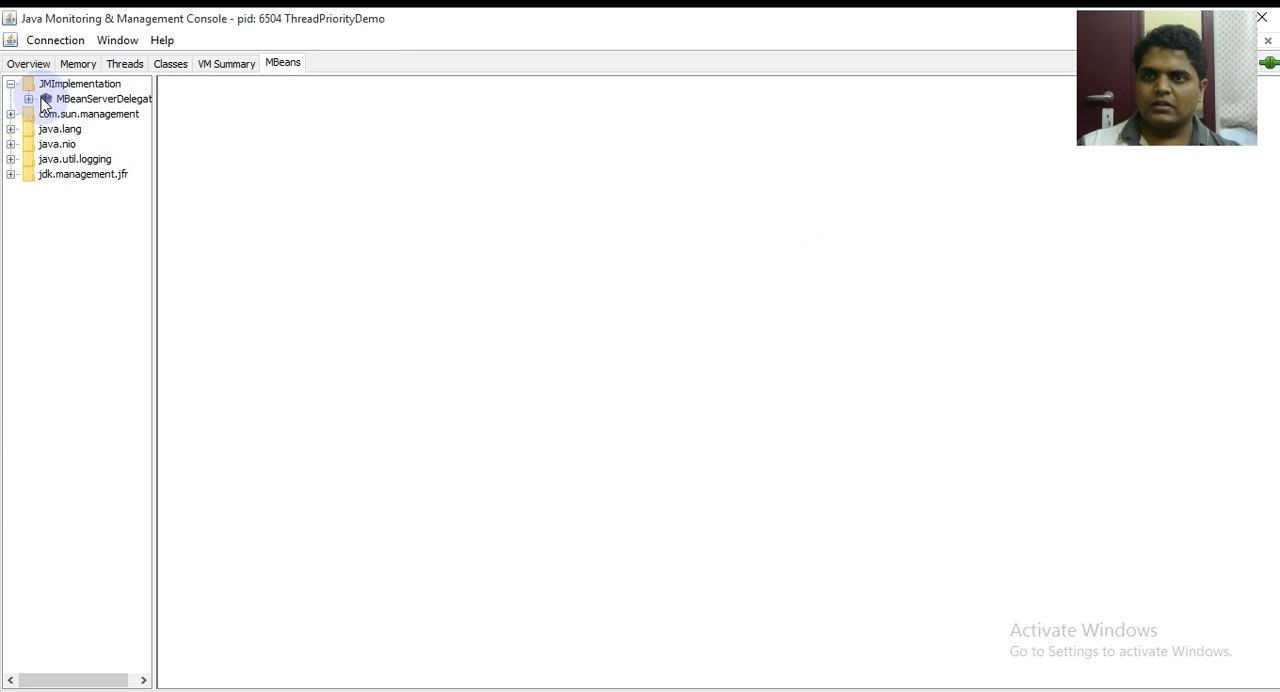 Java Monitoring & Management Console - pid: 6504 ThreadPriorityDemo
Connection Window Help
Overview Memory Threads Classes VM Summary MBeans
JMImplementation
MBeanServerDelegat
com.sun.management
java.lang
java.nio
java.util.logging
jdk.management.jfr
Activate Windows
Go to Settings to activate Windows.